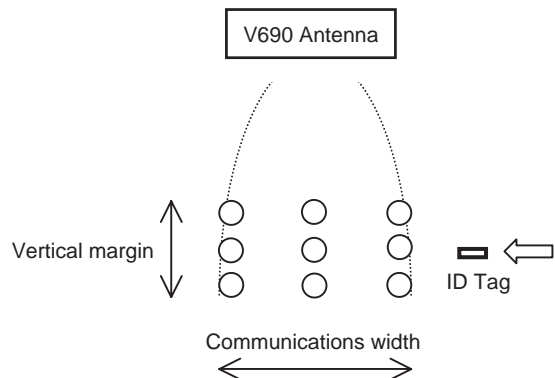 V690 Antenna
Vertical margin
ID Tag
Communications width